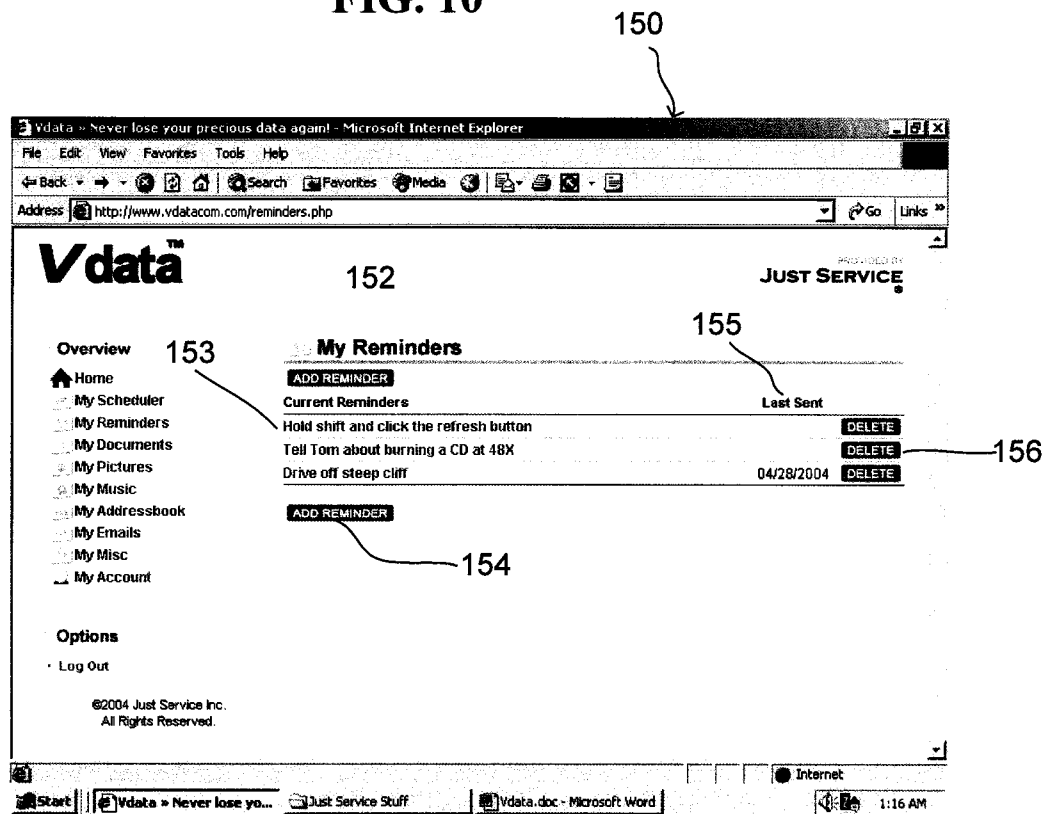 FIG. 10
150
Vdata » Never lose your precious data again! - Microsoft Internet Explorer
File Edit View Favorites Tools Help
Back Search Favorites Media
Address http://www.vdatacom.com/reminders.php Go Links »
Vdata™
152
PROVIDED BY
JUST SERVICE
155
Overview
153
My Reminders
Home
ADD REMINDER
My Scheduler
Current Reminders Last Sent
My Reminders
Hold shift and click the refresh button DELETE
My Documents
Tell Tom about burning a CD at 48X DELETE
156
My Pictures
Drive off steep cliff 04/28/2004 DELETE
My Music
My Addressbook
ADD REMINDER
My Emails
My Misc
154
My Account
Options
· Log Out
©2004 Just Service Inc.
All Rights Reserved.
Internet
Start Vdata » Never lose yo... Just Service Stuff Vdata.doc - Microsoft Word 1:16 AM